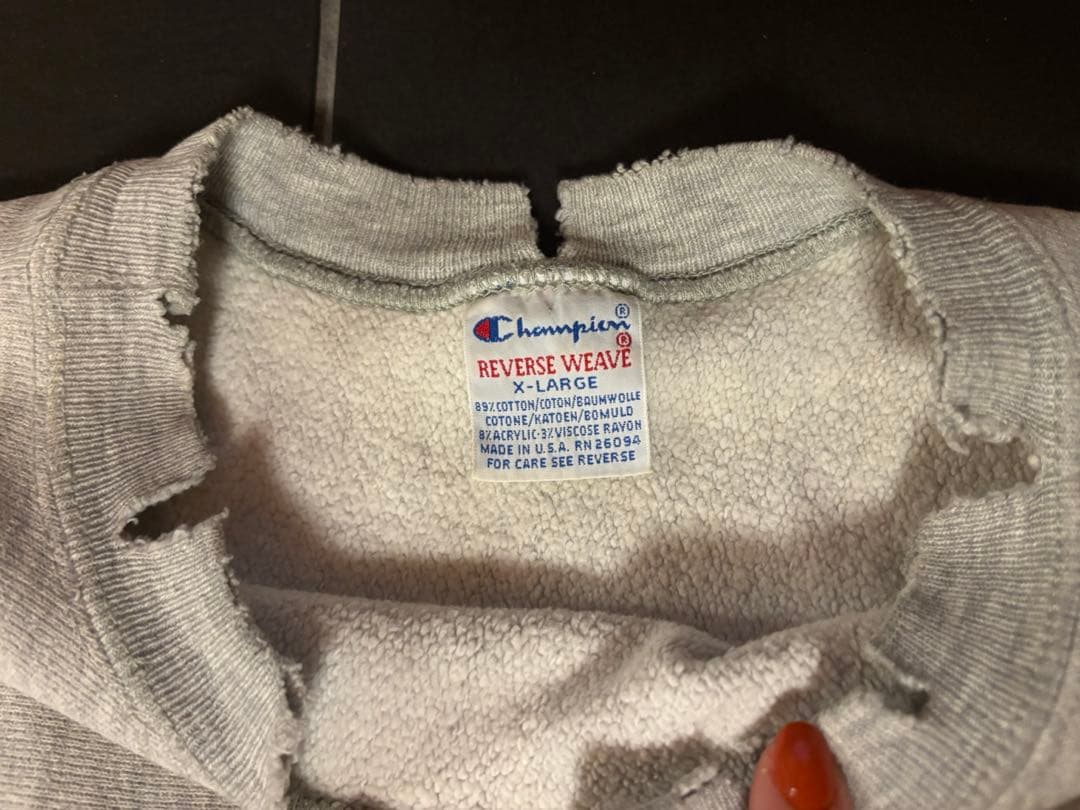 Champion®
REVERSE WEAVE®
X-LARGE
89% COTTON/COTON/BAUMWOLLE
COTONE/KATOEN/BOMULD
8% ACRYLIC-3% VISCOSE RAYON
MADE IN U.S.A. RN 26094
FOR CARE SEE REVERSE